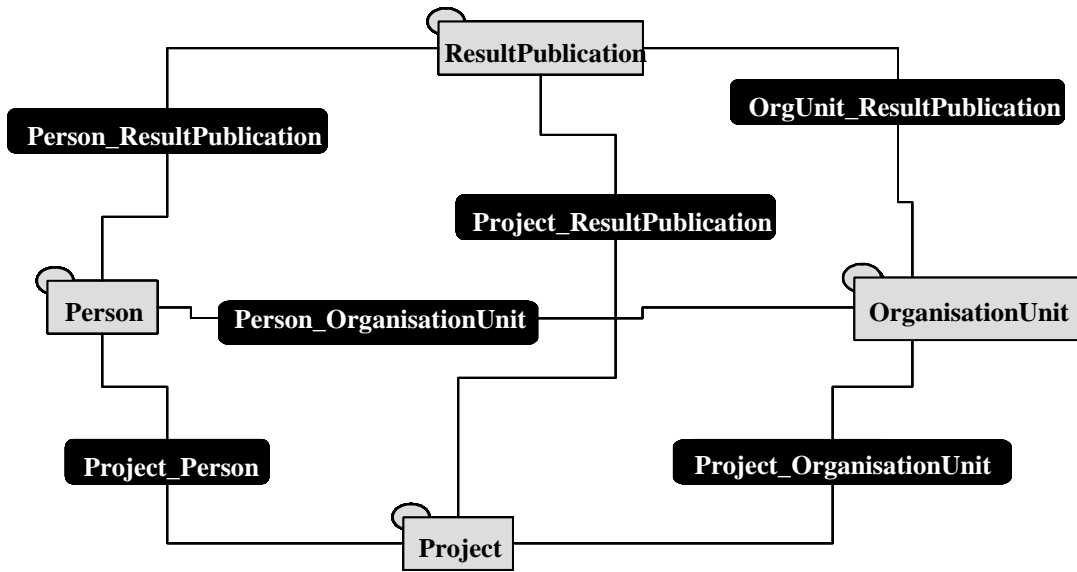 ResultPublication
OrgUnit_ResultPublication
Person_ResultPublication
Project_ResultPublication
Person
Person_OrganisationUnit
OrganisationUnit
Project_Person
Project_OrganisationUnit
Project